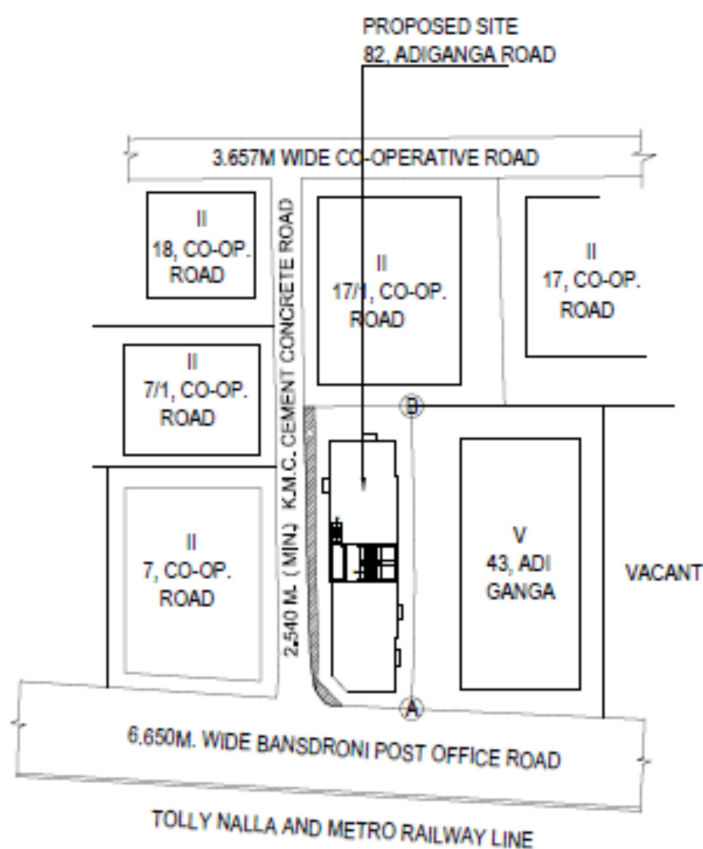 PROPOSED SITE
82, ADIGANGA ROAD
3.657M WIDE CO-OPERATIVE ROAD
II
18, CO-OP.
ROAD
2.540 M. ( MIN.) K.M.C. CEMENT CONCRETE ROAD
II
17/1, CO-OP.
ROAD
II
17, CO-OP.
ROAD
II
7/1, CO-OP.
ROAD
B
II
7, CO-OP.
ROAD
V
43, ADI
GANGA
VACANT
A
6.650M. WIDE BANSDRONI POST OFFICE ROAD
TOLLY NALLA AND METRO RAILWAY LINE